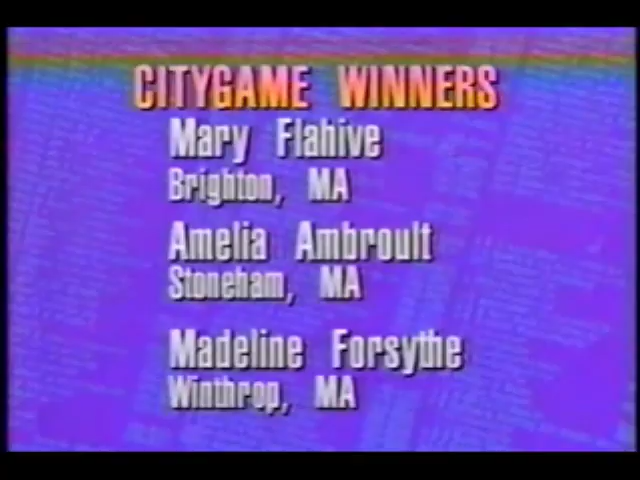 CITYGAME WINNERS
Mary Flahive
Brighton, MA
Amelia Ambroult
Stoneham, MA
Madeline Forsythe
Winthrop, MA